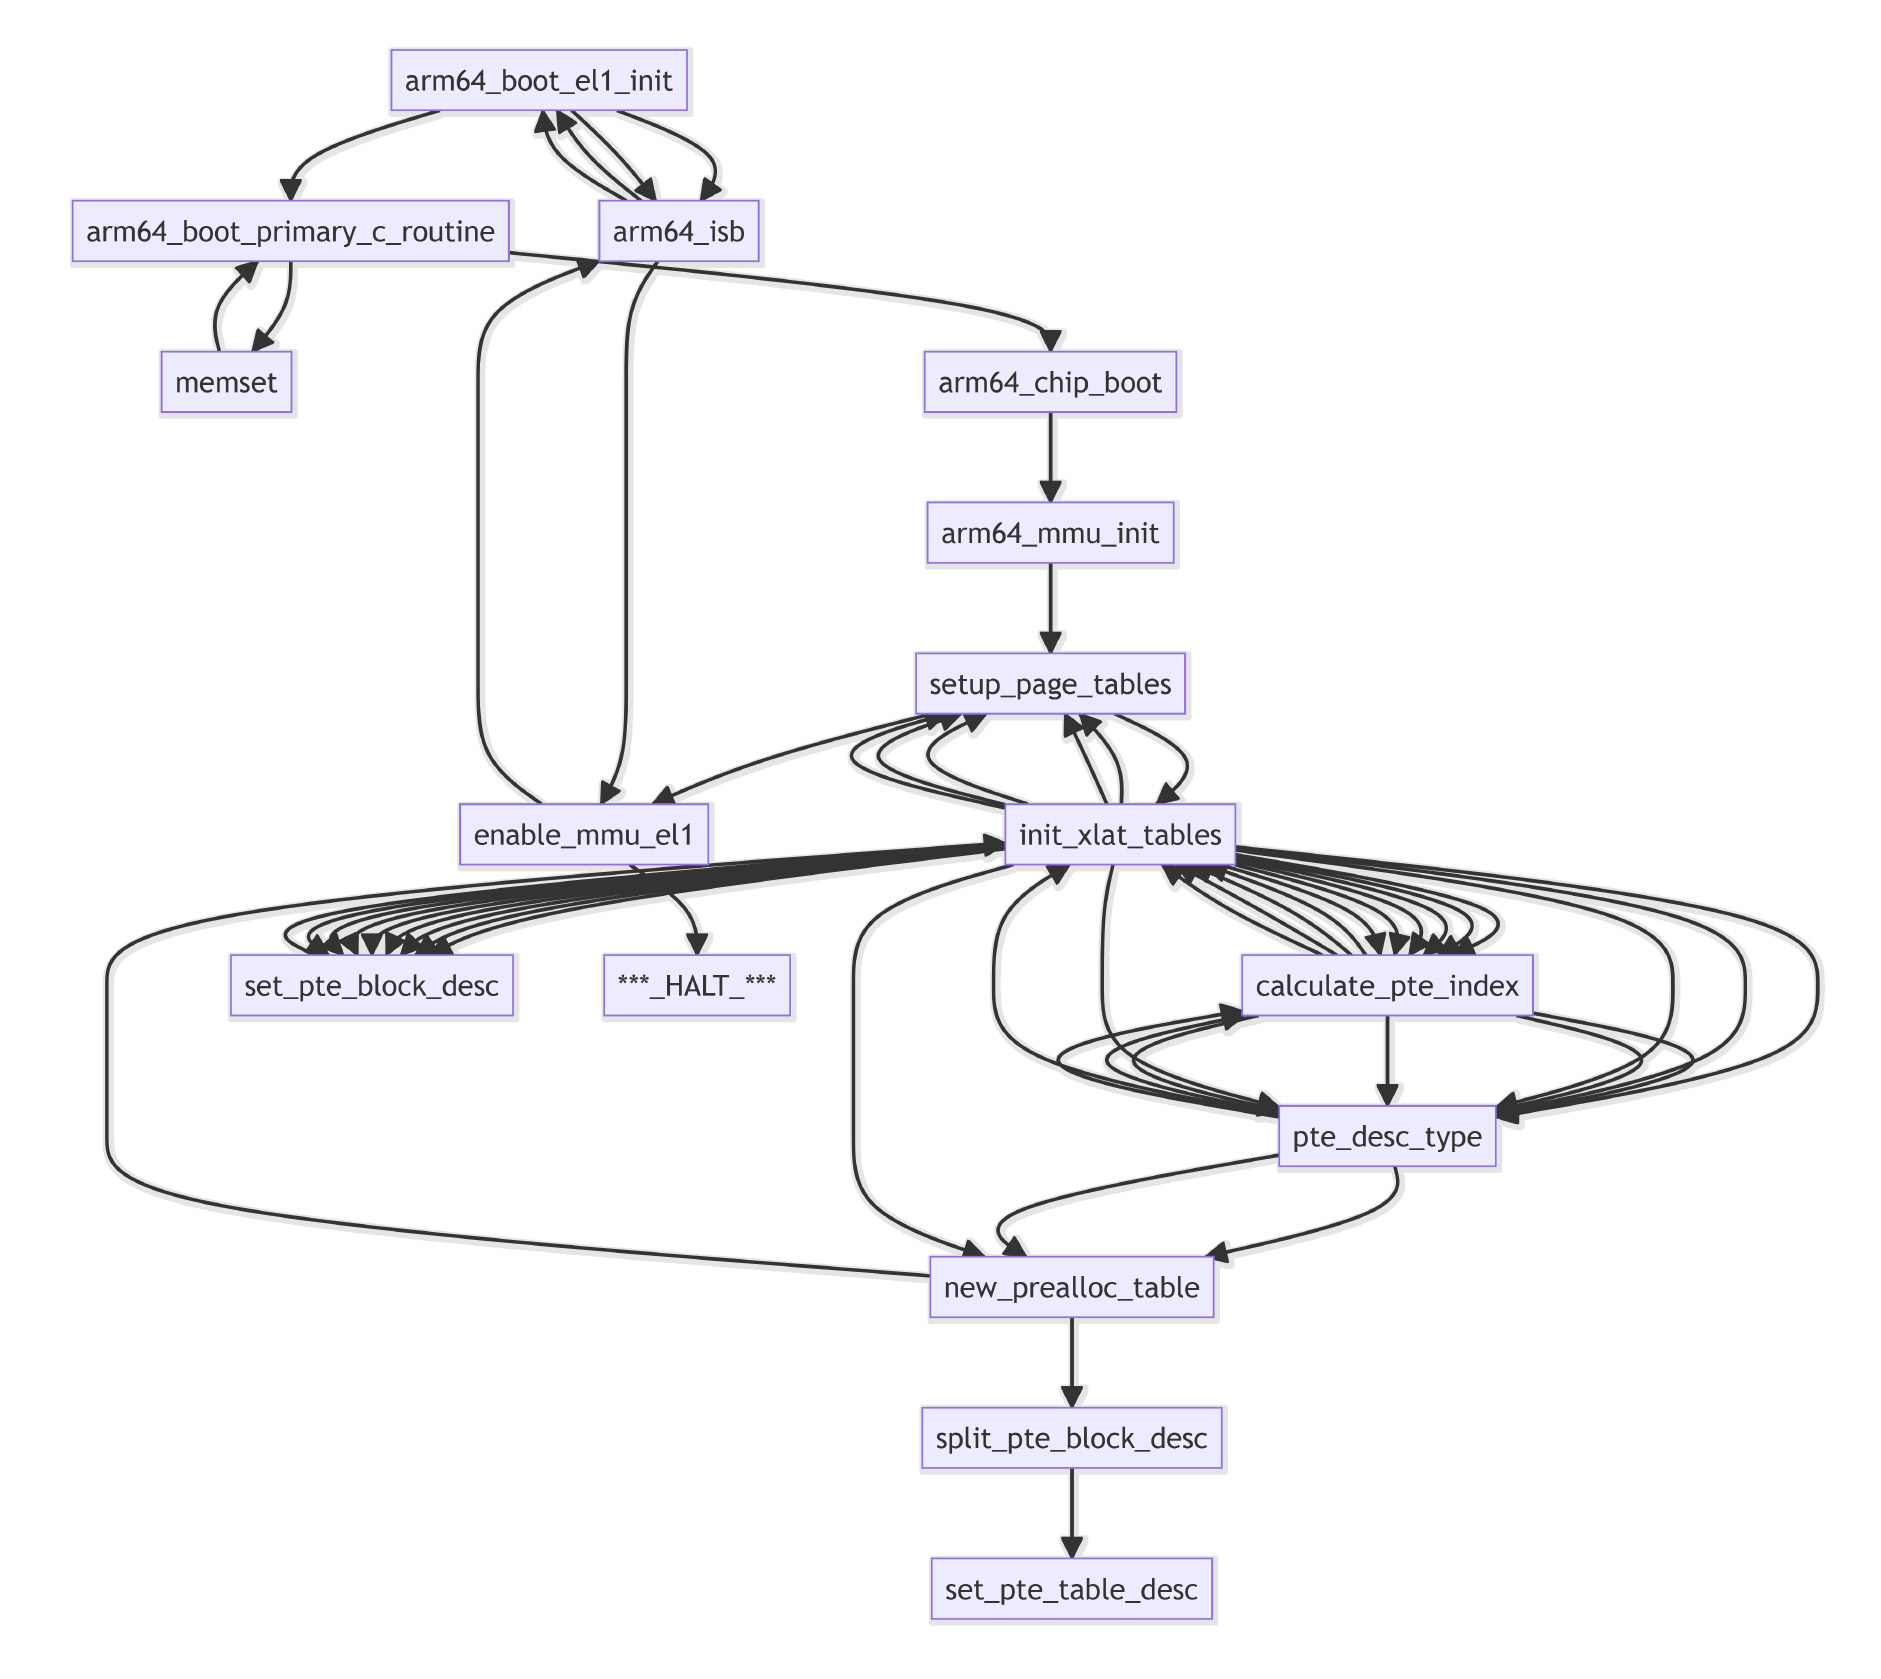 arm64_boot_el1_init
arm64_boot_primary_c_routine
arm64_isb
memset
arm64_chip_boot
arm64_mmu_init
setup_page_tables
enable_mmu_el1
init_xlat_tables
set_pte_block_desc
***_HALT_***
calculate_pte_index
pte_desc_type
new_prealloc_table
split_pte_block_desc
set_pte_table_desc